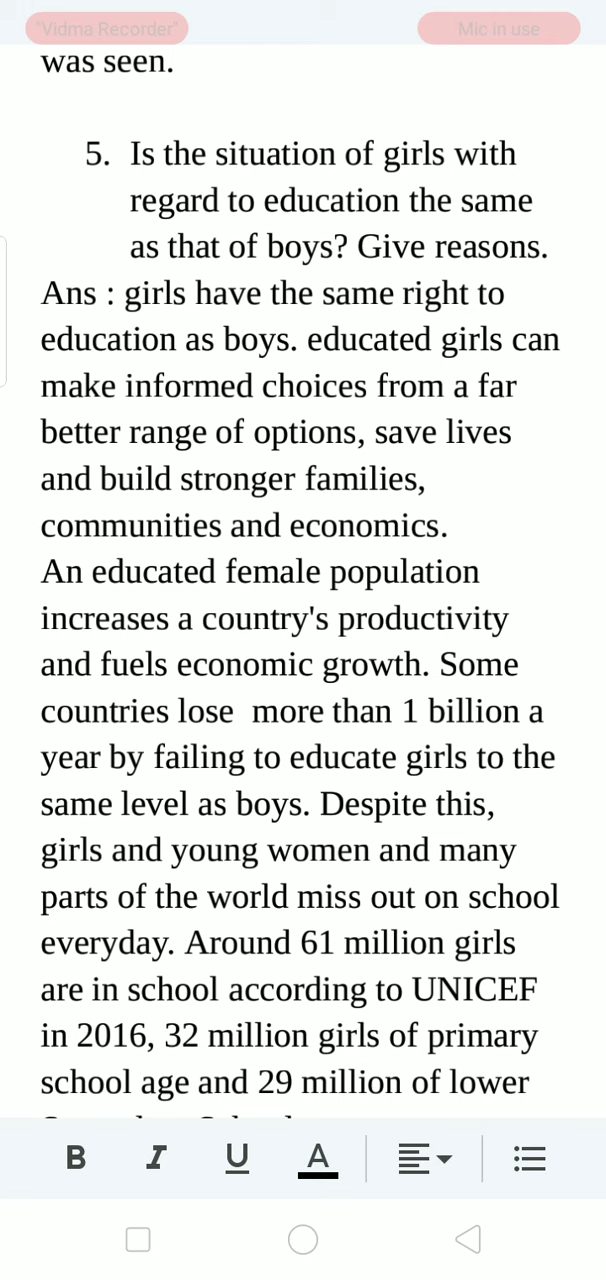 "Vidma Recorder"
Mic in use
was seen.
5. Is the situation of girls with
regard to education the same
as that of boys? Give reasons.
Ans : girls have the same right to
education as boys. educated girls can
make informed choices from a far
better range of options, save lives
and build stronger families,
communities and economics.
An educated female population
increases a country's productivity
and fuels economic growth. Some
countries lose  more than 1 billion a
year by failing to educate girls to the
same level as boys. Despite this,
girls and young women and many
parts of the world miss out on school
everyday. Around 61 million girls
are in school according to UNICEF
in 2016, 32 million girls of primary
school age and 29 million of lower
B I U A